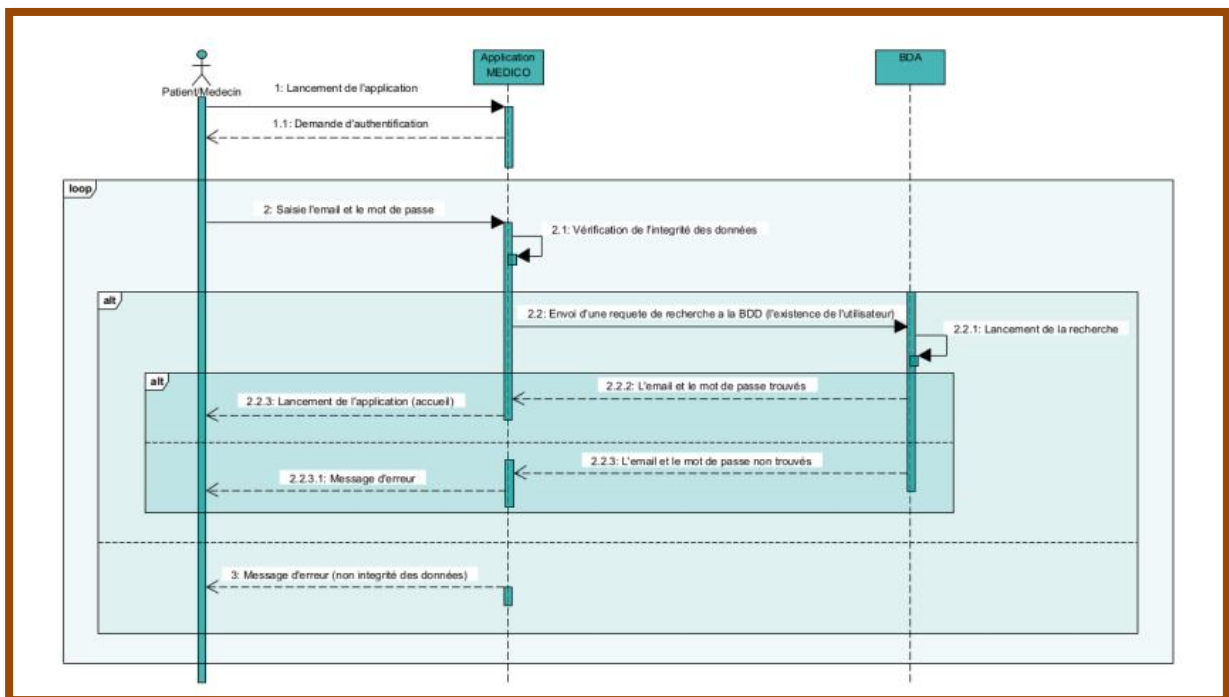 Application
MEDICO
BDA
Patient/Medecin
1: Lancement de l'application
1.1: Demande d'authentification
loop
2: Saisie l'email et le mot de passe
2.1: Vérification de l'integrité des données
alt
2.2: Envoi d'une requete de recherche a la BDD (l'existence de l'utilisateur)
2.2.1: Lancement de la recherche
alt
2.2.2: L'email et le mot de passe trouvés
2.2.3: Lancement de l'application (accueil)
2.2.3: L'email et le mot de passe non trouvés
2.2.3.1: Message d'erreur
3: Message d'erreur (non integrité des données)